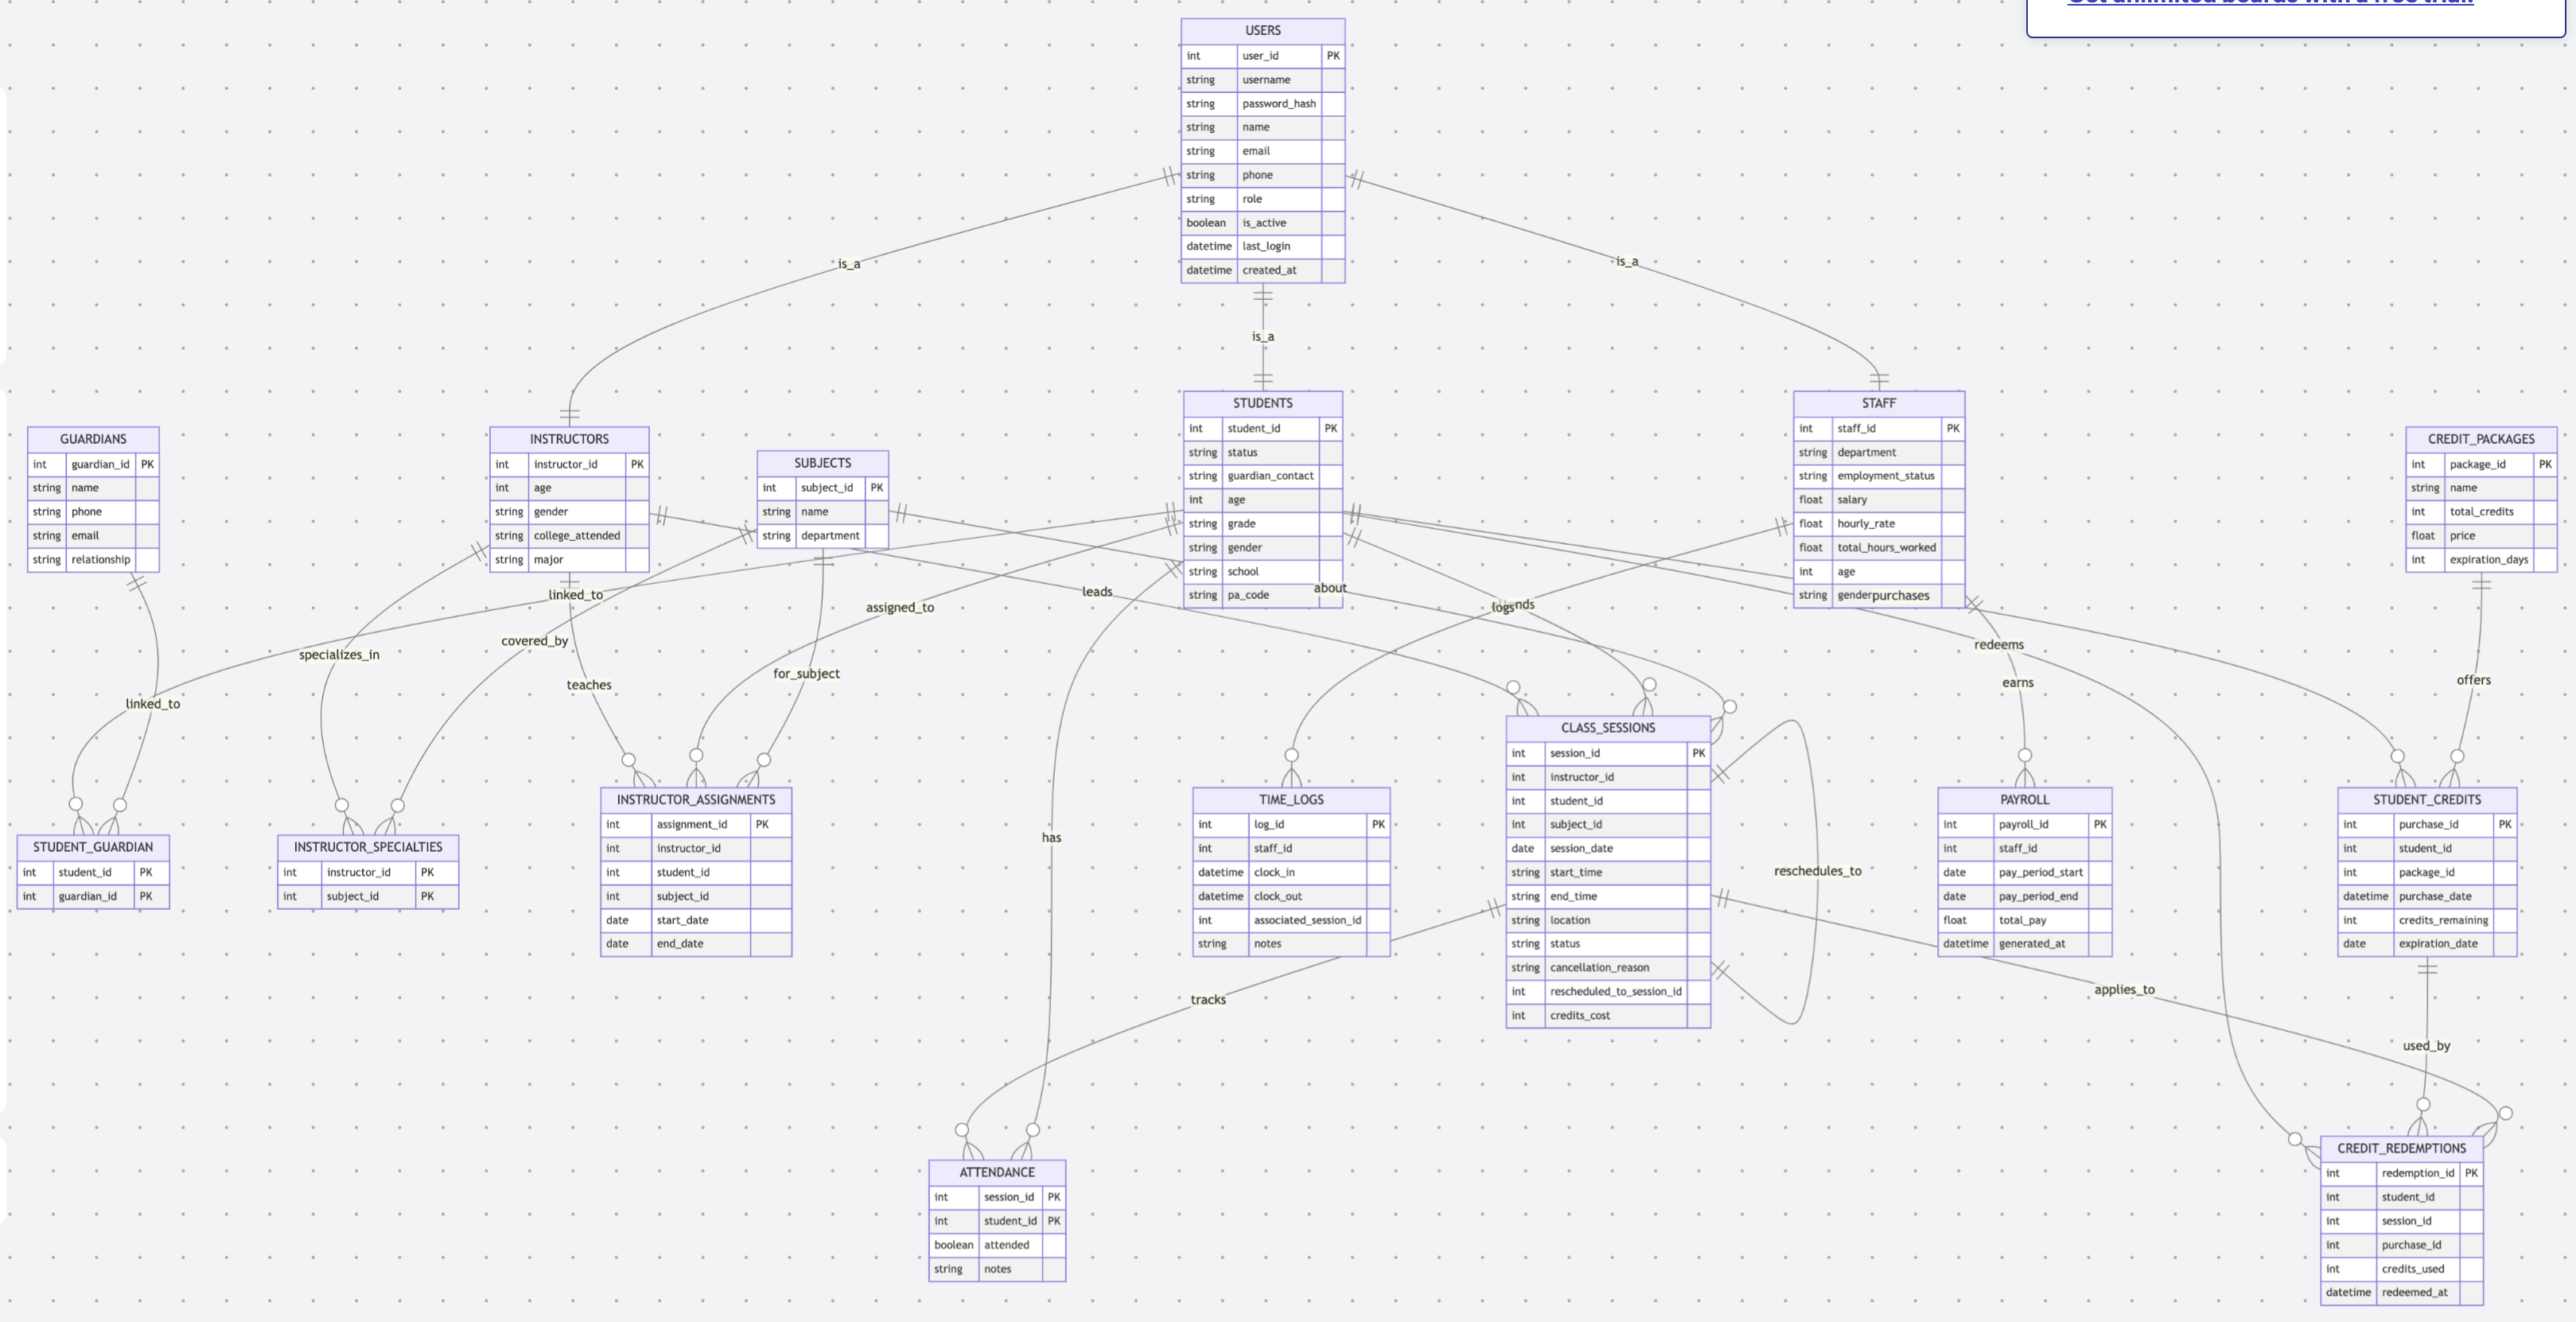 Get unlimited boards with a free trial.
USERS
int user_id PK
string username
string password_hash
string name
string email
string phone
string role
boolean is_active
datetime last_login
datetime created_at
is_a
is_a
is_a
GUARDIANS
int guardian_id PK
string name
string phone
string email
string relationship
INSTRUCTORS
int instructor_id PK
int age
string gender
string college_attended
string major
SUBJECTS
int subject_id PK
string name
string department
STUDENTS
int student_id PK
string status
string guardian_contact
int age
string grade
string gender
string school
string pa_code
STAFF
int staff_id PK
string department
string employment_status
float salary
float hourly_rate
float total_hours_worked
int age
string gender
CREDIT_PACKAGES
int package_id PK
string name
int total_credits
float price
int expiration_days
linked_to
leads
about
purchases
assigned_to
logs
covered_by
specializes_in
redeems
for_subject
teaches
earns
offers
linked_to
STUDENT_GUARDIAN
int student_id PK
int guardian_id PK
INSTRUCTOR_SPECIALTIES
int instructor_id PK
int subject_id PK
INSTRUCTOR_ASSIGNMENTS
int assignment_id PK
int instructor_id
int student_id
int subject_id
date start_date
date end_date
has
TIME_LOGS
int log_id PK
int staff_id
datetime clock_in
datetime clock_out
int associated_session_id
string notes
CLASS_SESSIONS
int session_id PK
int instructor_id
int student_id
int subject_id
date session_date
string start_time
string end_time
string location
string status
string cancellation_reason
int rescheduled_to_session_id
int credits_cost
reschedules_to
PAYROLL
int payroll_id PK
int staff_id
date pay_period_start
date pay_period_end
float total_pay
datetime generated_at
STUDENT_CREDITS
int purchase_id PK
int student_id
int package_id
datetime purchase_date
int credits_remaining
date expiration_date
tracks
applies_to
used_by
ATTENDANCE
int session_id PK
int student_id PK
boolean attended
string notes
CREDIT_REDEMPTIONS
int redemption_id PK
int student_id
int session_id
int purchase_id
int credits_used
datetime redeemed_at